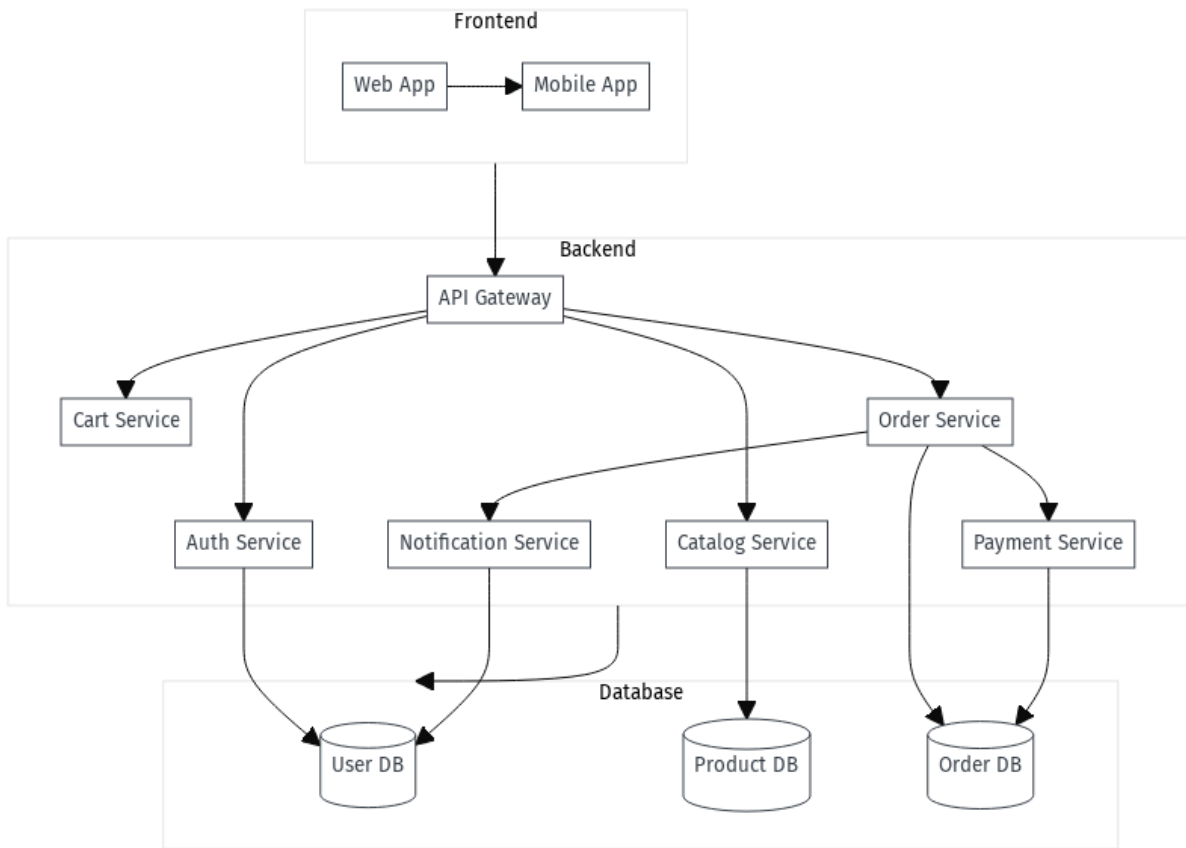 Frontend
Web App
Mobile App
Backend
API Gateway
Cart Service
Order Service
Auth Service
Notification Service
Catalog Service
Payment Service
Database
User DB
Product DB
Order DB